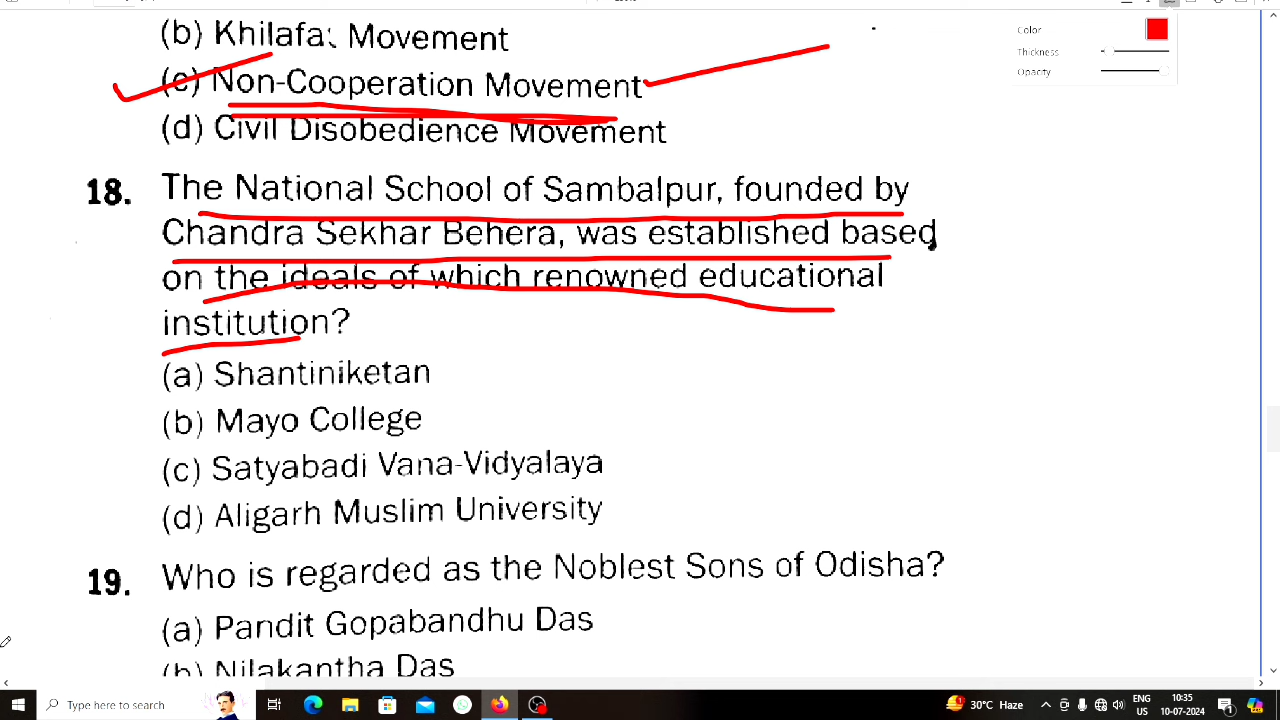 (b) Khilafat Movement
Color
(c) Non-Cooperation Movement
Thickness
Opacity
(d) Civil Disobedience Movement
18. The National School of Sambalpur, founded by
Chandra Sekhar Behera, was established based
on the ideals of which renowned educational
institution?
(a) Shantiniketan
(b) Mayo College
(c) Satyabadi Vana-Vidyalaya
(d) Aligarh Muslim University
19. Who is regarded as the Noblest Sons of Odisha?
(a) Pandit Gopabandhu Das
(b) Nilakantha Das
Type here to search
30°C Haze
ENG
US
10:35
10-07-2024